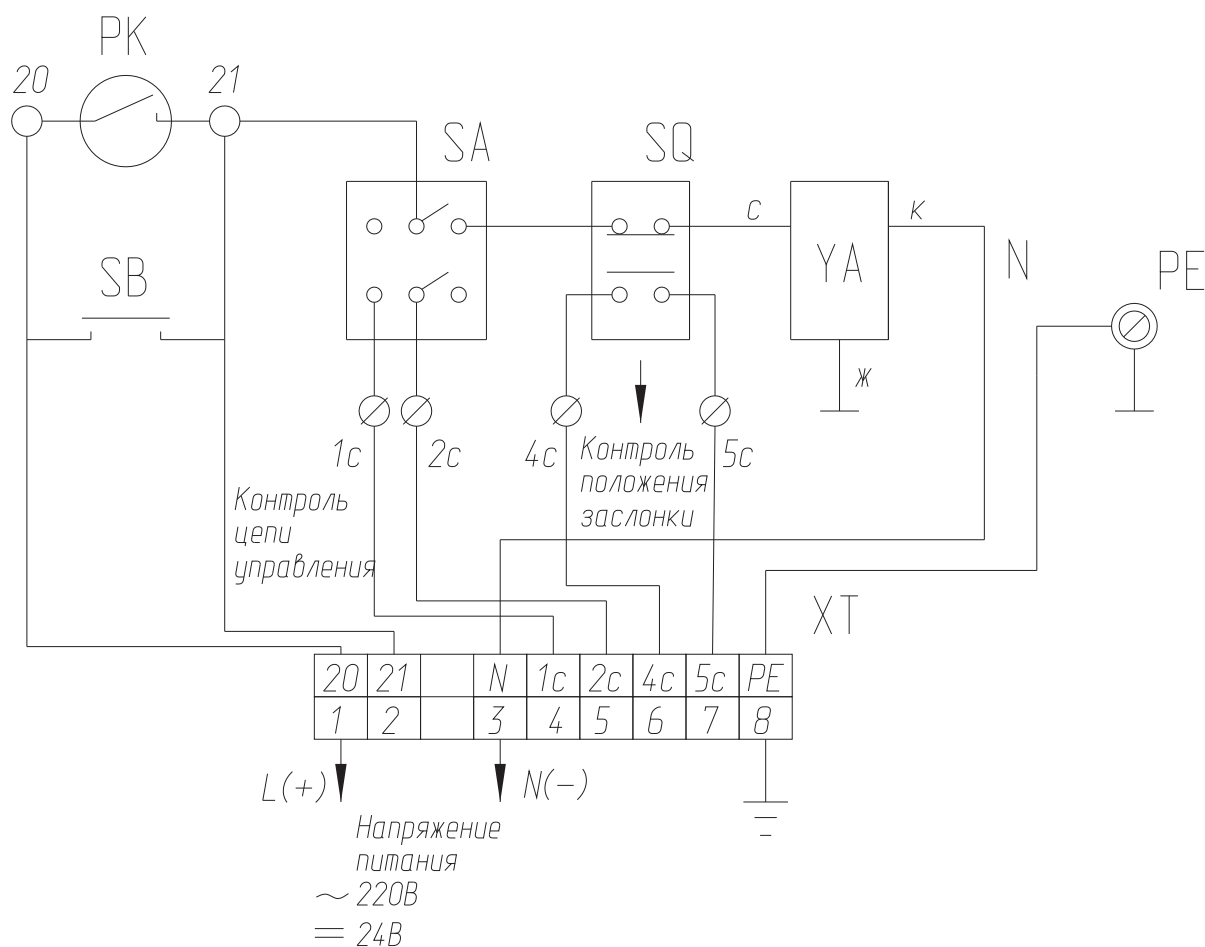 РК
20
21
SA
SQ
с
к
YA
N
PE
SB
ж
1с
2с
4с
5с
Контроль
положения
заслонки
Контроль
цепи
управления
XT
20 21 N 1с 2с 4с 5с PE
1 2 3 4 5 6 7 8
L(+)
N(-)
Напряжение
питания
~ 220В
= 24В